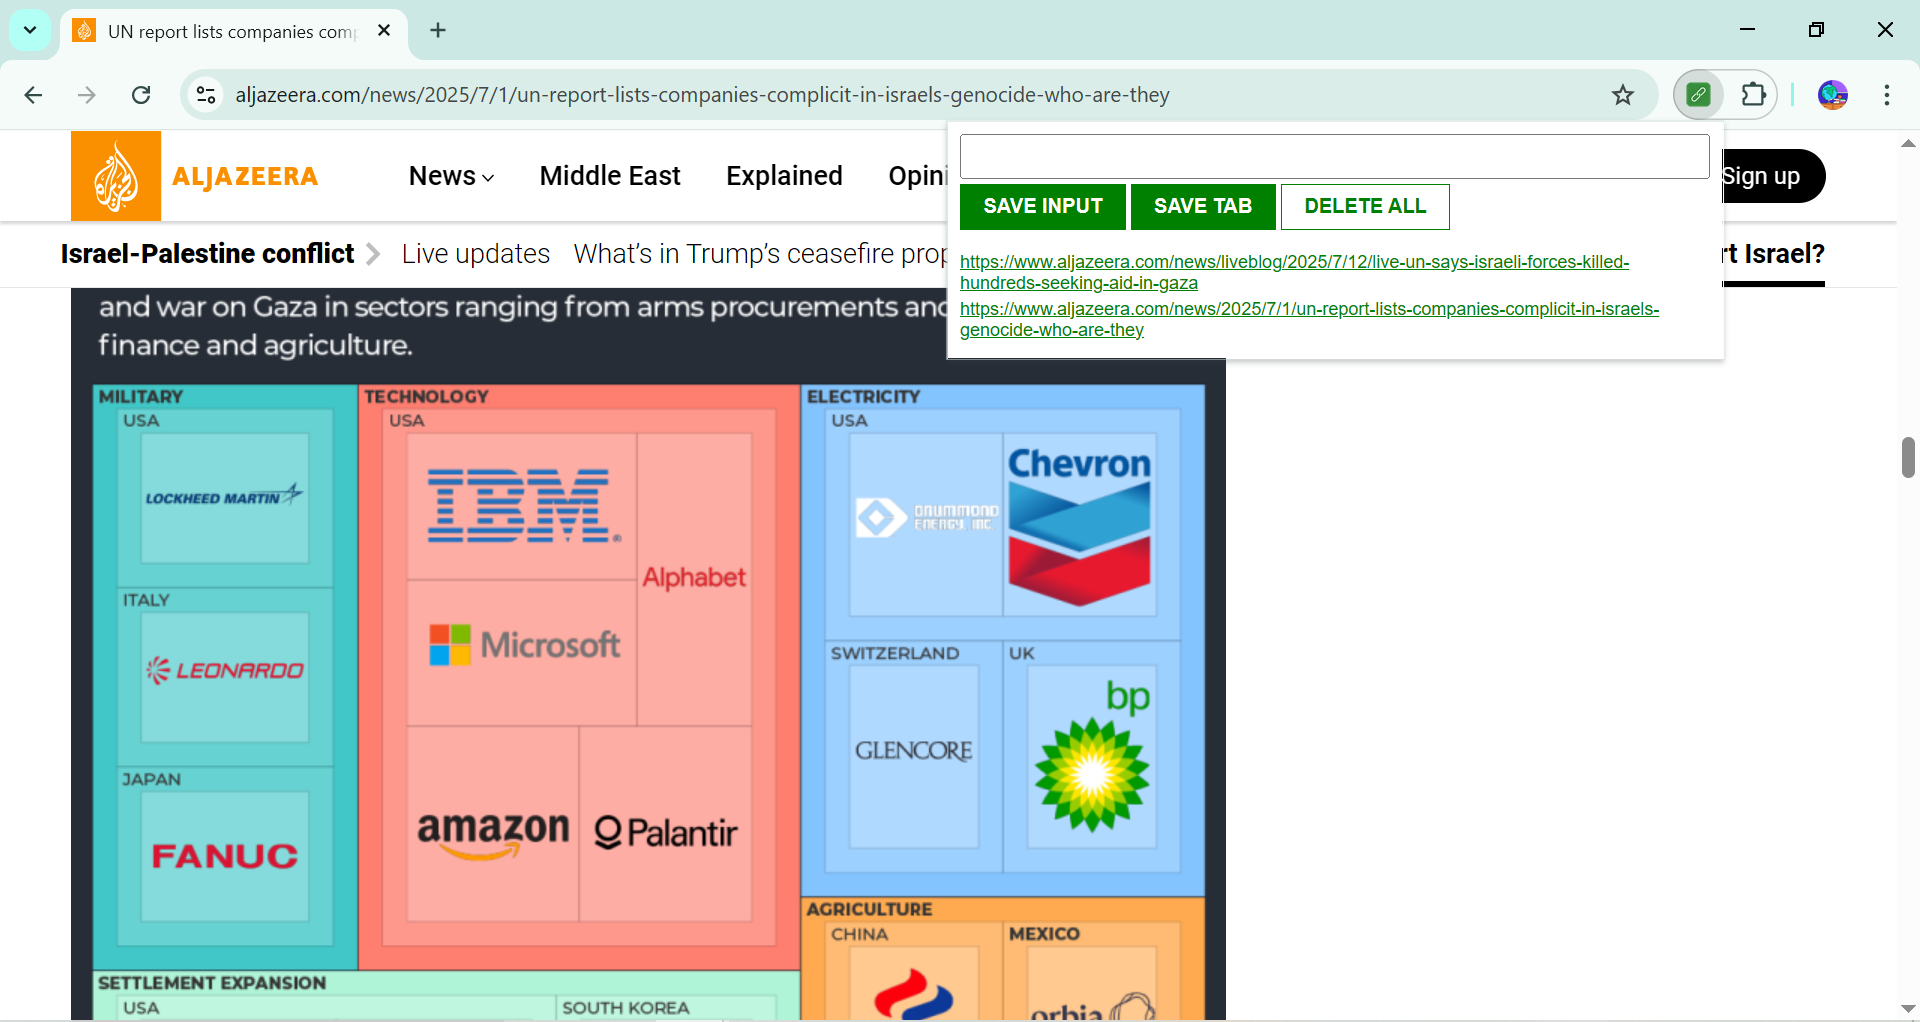 UN report lists companies com
aljazeera.com/news/2025/7/1/un-report-lists-companies-complicit-in-israels-genocide-who-are-they
ALJAZEERA
News
Middle East
Explained
Opini
Sign up
SAVE INPUT
SAVE TAB
DELETE ALL
https://www.aljazeera.com/news/liveblog/2025/7/12/live-un-says-israeli-forces-killed-
hundreds-seeking-aid-in-gaza
https://www.aljazeera.com/news/2025/7/1/un-report-lists-companies-complicit-in-israels-
genocide-who-are-they
Israel-Palestine conflict
Live updates
What's in Trump's ceasefire prop
rt Israel?
and war on Gaza in sectors ranging from arms procurements and
finance and agriculture.
MILITARY
USA
LOCKHEED MARTIN
ITALY
LEONARDO
JAPAN
FANUC
TECHNOLOGY
USA
IBM®
Alphabet
Microsoft
amazon
Palantir
ELECTRICITY
USA
DRUMMOND
ENERGY, INC.
Chevron
SWITZERLAND
GLENCORE
UK
bp
AGRICULTURE
CHINA
MEXICO
orbia
SETTLEMENT EXPANSION
USA
SOUTH KOREA